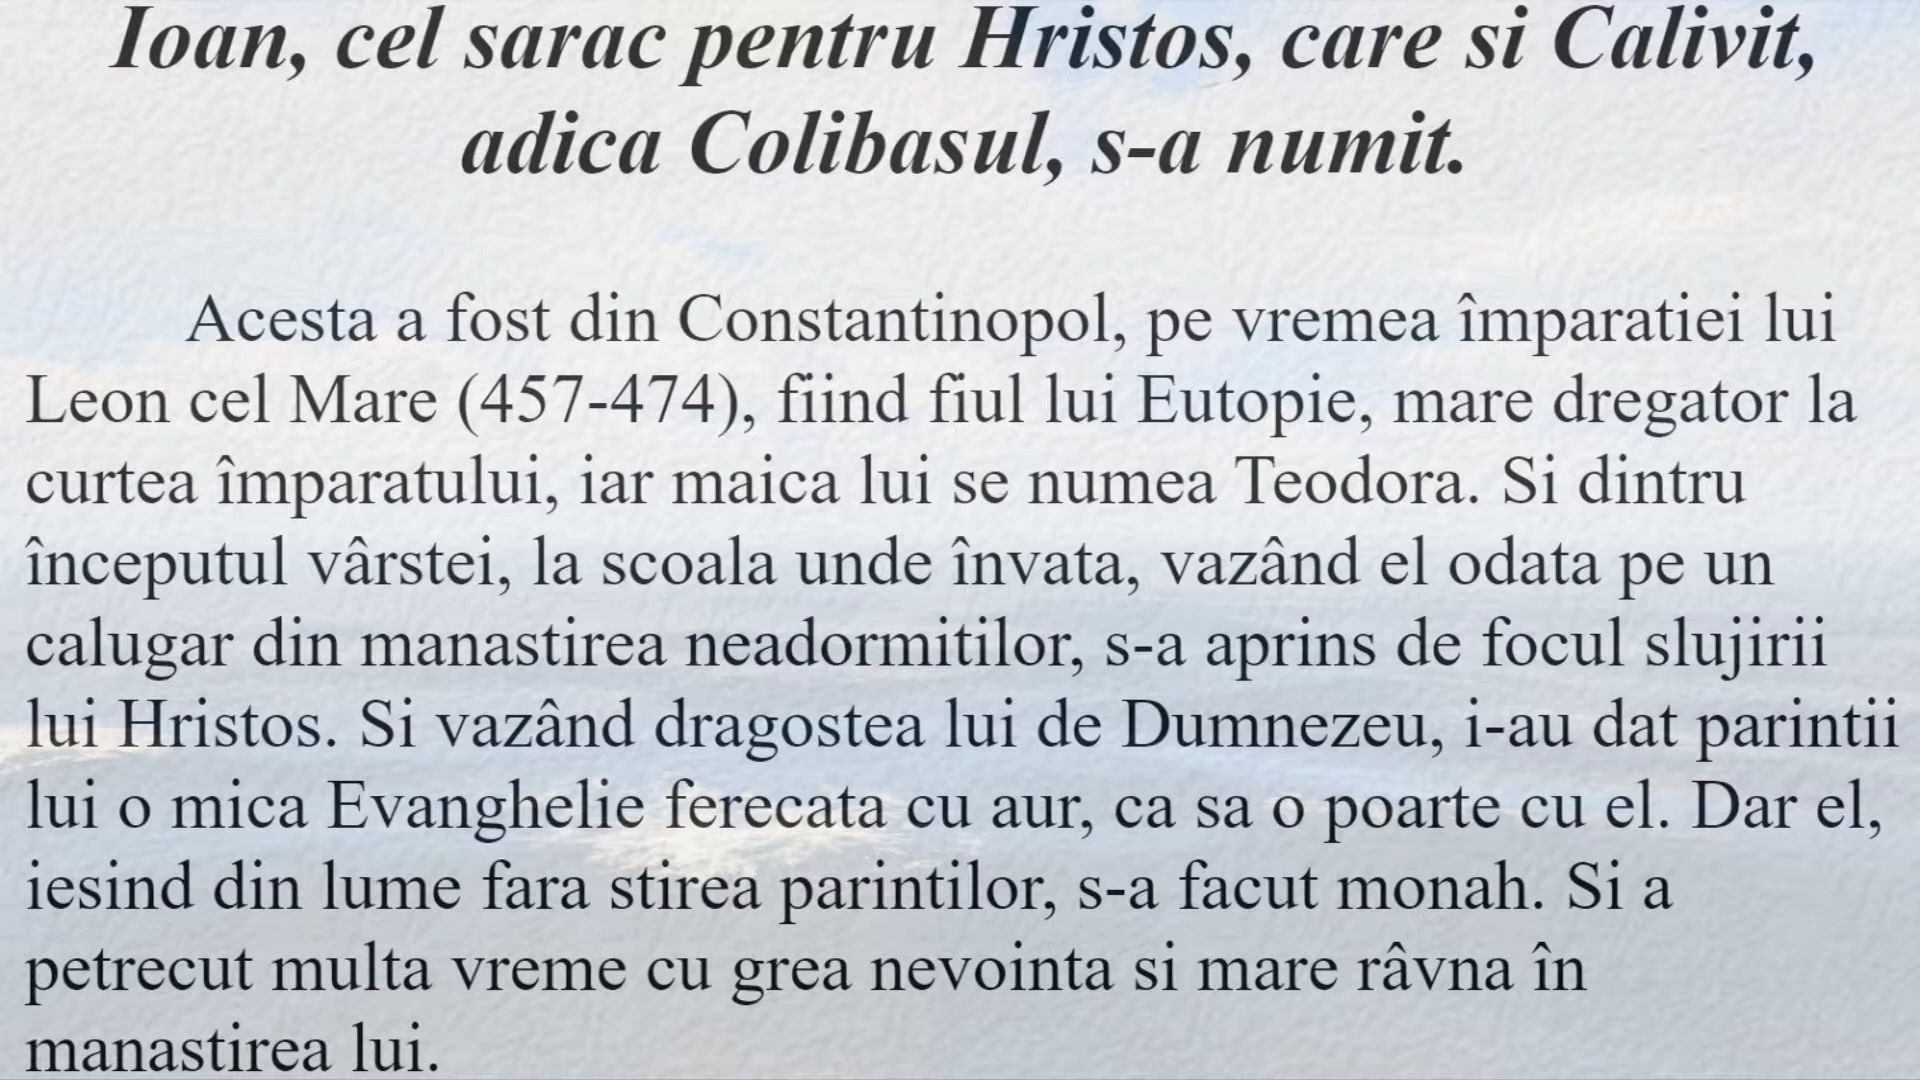 Ioan, cel sarac pentru Hristos, care si Calivit,
adica Colibasul, s-a numit.
Acesta a fost din Constantinopol, pe vremea împaratiei lui
Leon cel Mare (457-474), fiind fiul lui Eutopie, mare dregator la
curtea împaratului, iar maica lui se numea Teodora. Si dintru
începutul vârstei, la scoala unde învata, vazând el odata pe un
calugar din manastirea neadormitilor, s-a aprins de focul slujirii
lui Hristos. Si vazând dragostea lui de Dumnezeu, i-au dat parintii
lui o mica Evanghelie ferecata cu aur, ca sa o poarte cu el. Dar el,
iesind din lume fara stirea parintilor, s-a facut monah. Si a
petrecut multa vreme cu grea nevointa si mare râvna în
manastirea lui.